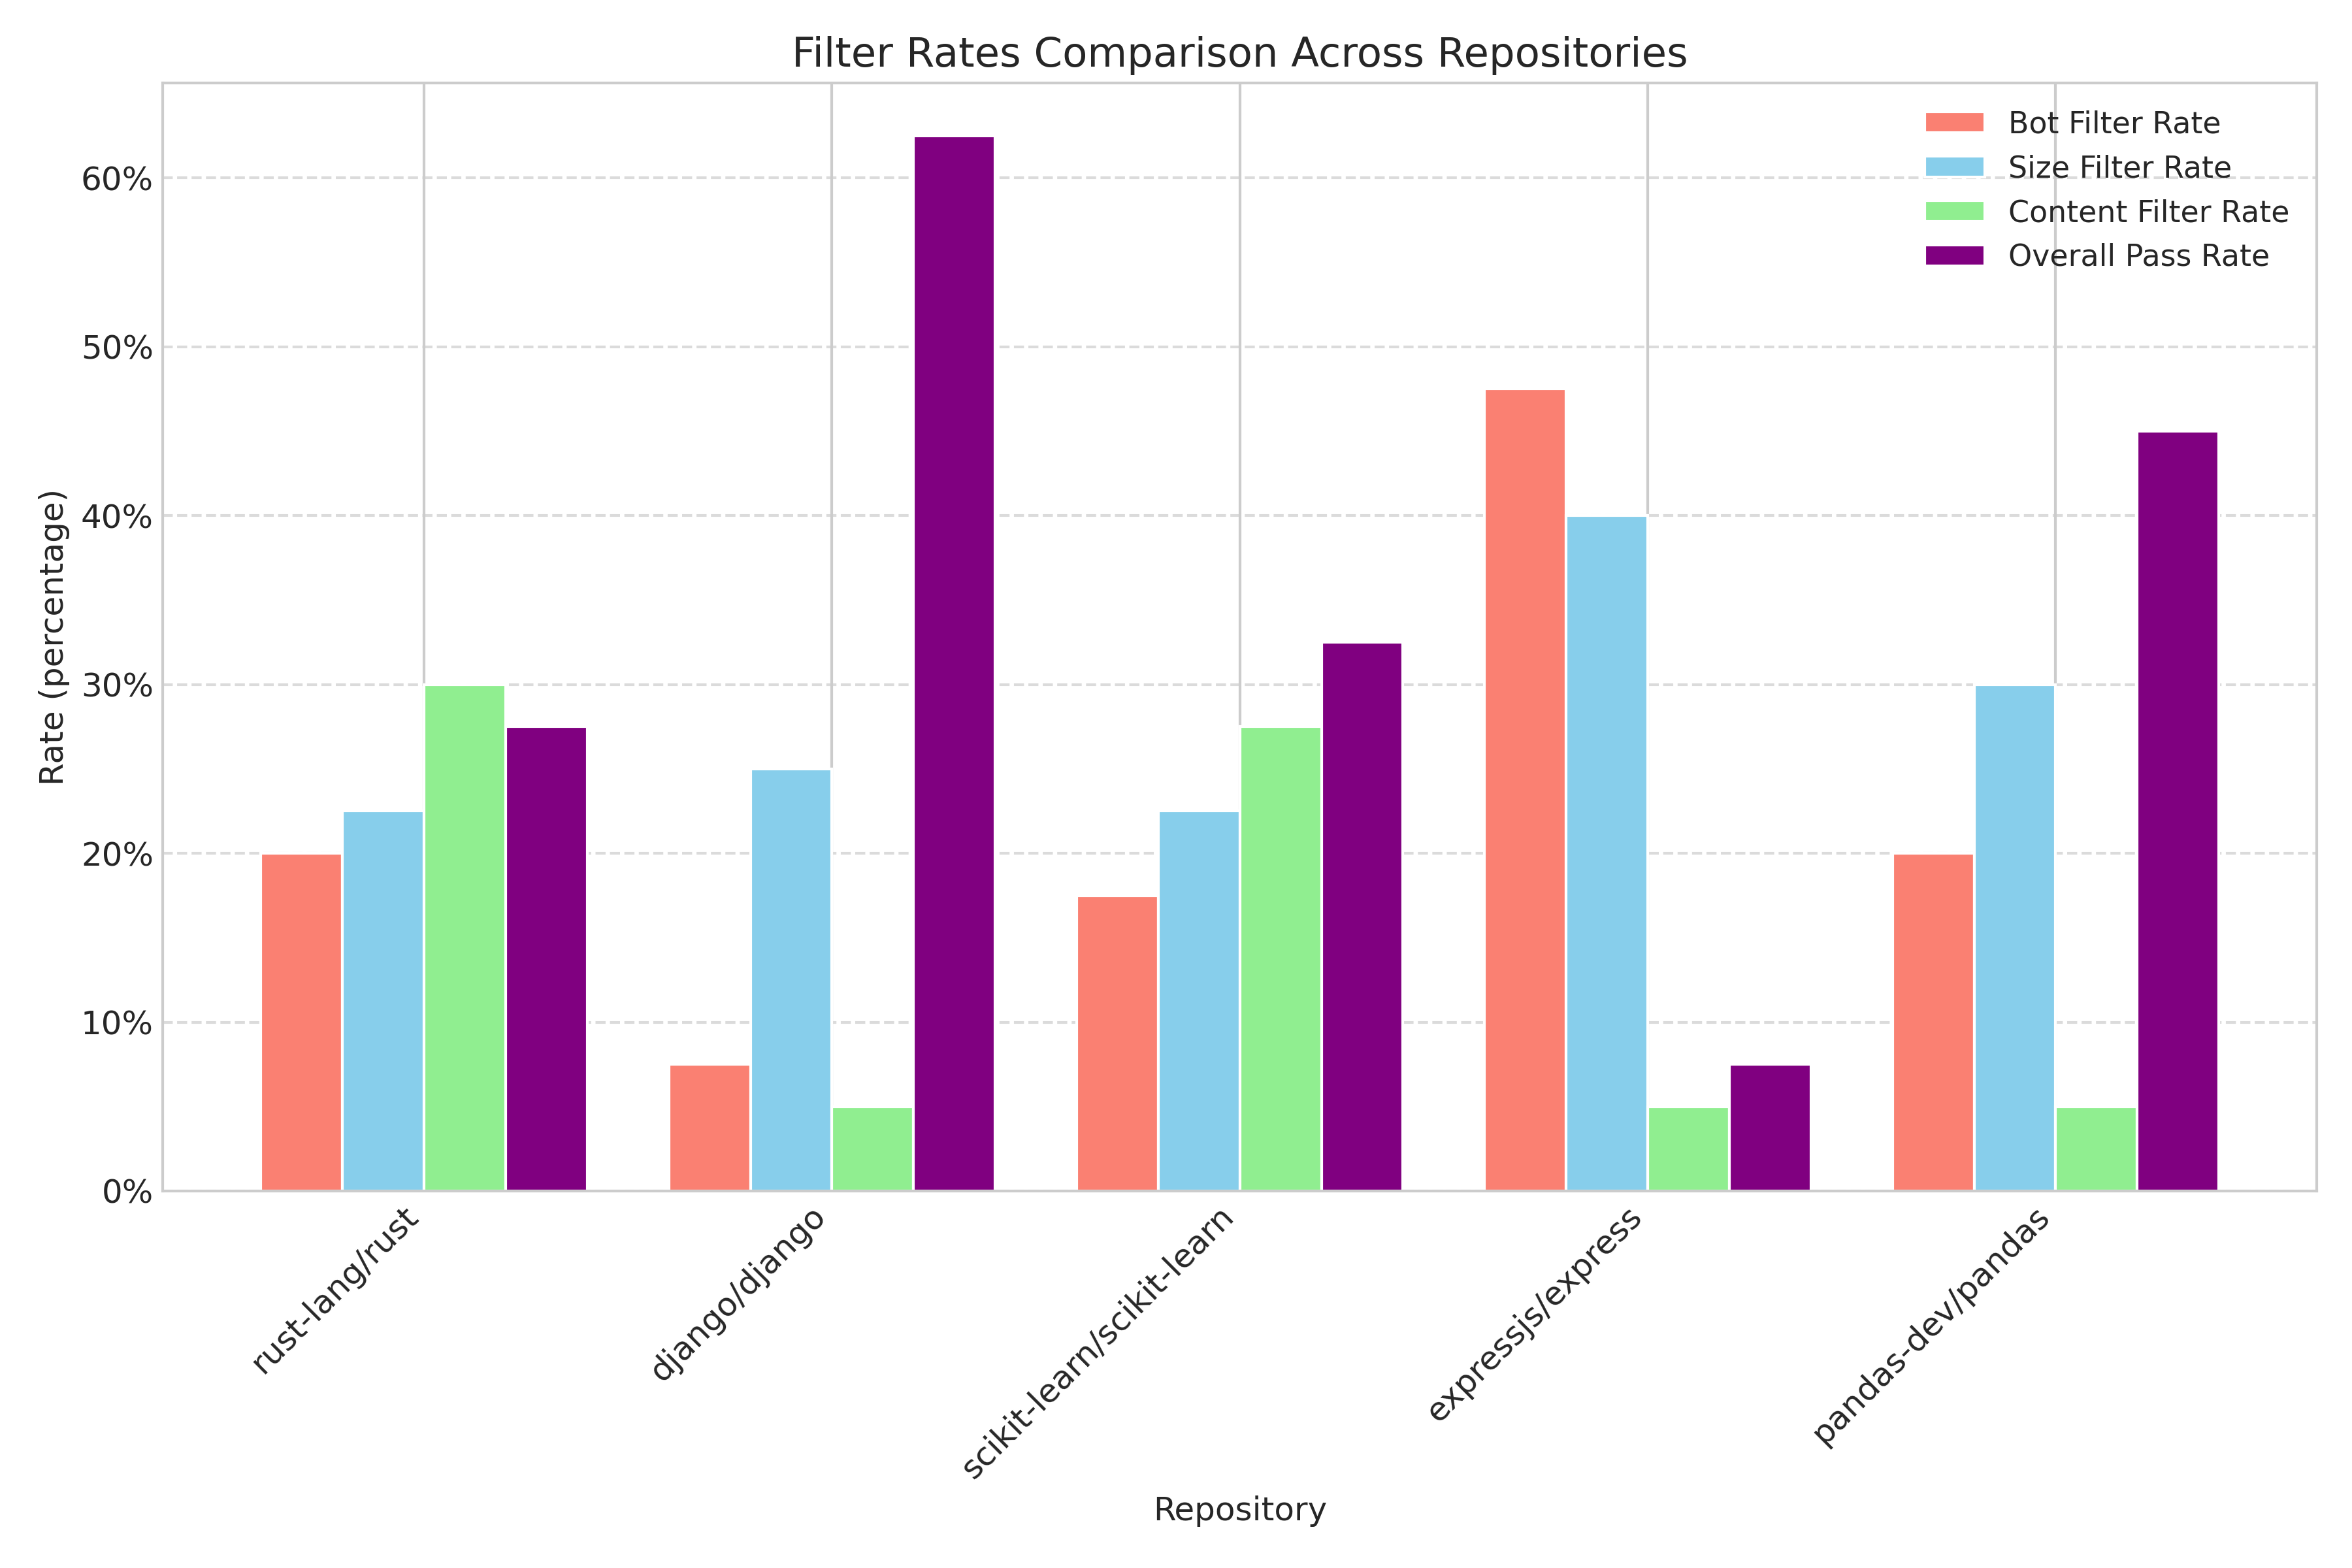 Filter Rates Comparison Across Repositories
Bot Filter Rate
Size Filter Rate
Content Filter Rate
Overall Pass Rate
60%
50%
40%
30%
20%
10%
0%
Rate (percentage)
rust-lang/rust
django/django
scikit-learn/scikit-learn
expressjs/express
pandas-dev/pandas
Repository